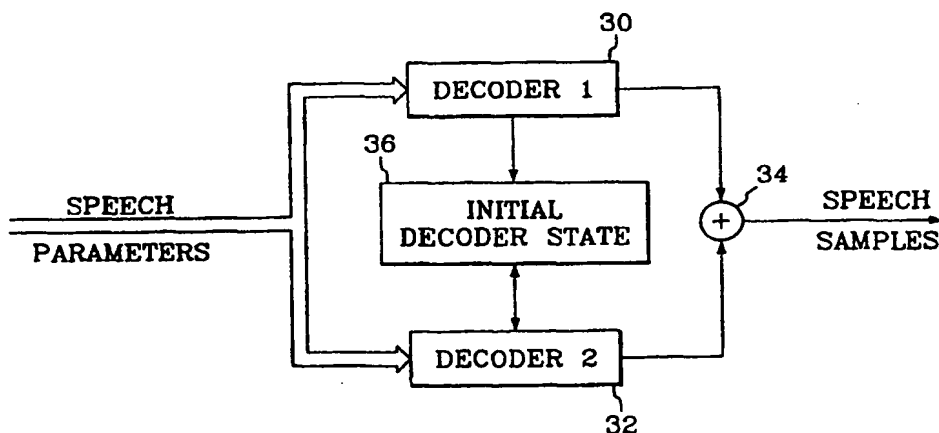 30
DECODER 1
36
INITIAL
DECODER STATE
34
+
SPEECH
SAMPLES
SPEECH
PARAMETERS
DECODER 2
32